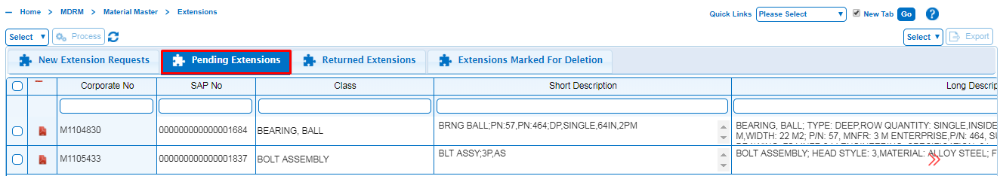 Home > MDRM > Material Master > Extensions
Quick Links Please Select New Tab Go ?
Select Process Select Export
New Extension Requests Pending Extensions Returned Extensions Extensions Marked For Deletion
Corporate No SAP No Class Short Description Long Descrip
M1104830 000000000000001684 BEARING, BALL BRNG BALL;PN:57,PN:464;DP,SINGLE,64IN,2PM BEARING, BALL; TYPE: DEEP,ROW QUANTITY: SINGLE,INSIDE
M,WIDTH: 22 M2; P/N: 57, MNFR: 3 M ENTERPRISE,P/N: 464, SU
M1105433 000000000000001837 BOLT ASSEMBLY BLT ASSY;3P,AS BOLT ASSEMBLY; HEAD STYLE: 3,MATERIAL: ALLOY STEEL; F